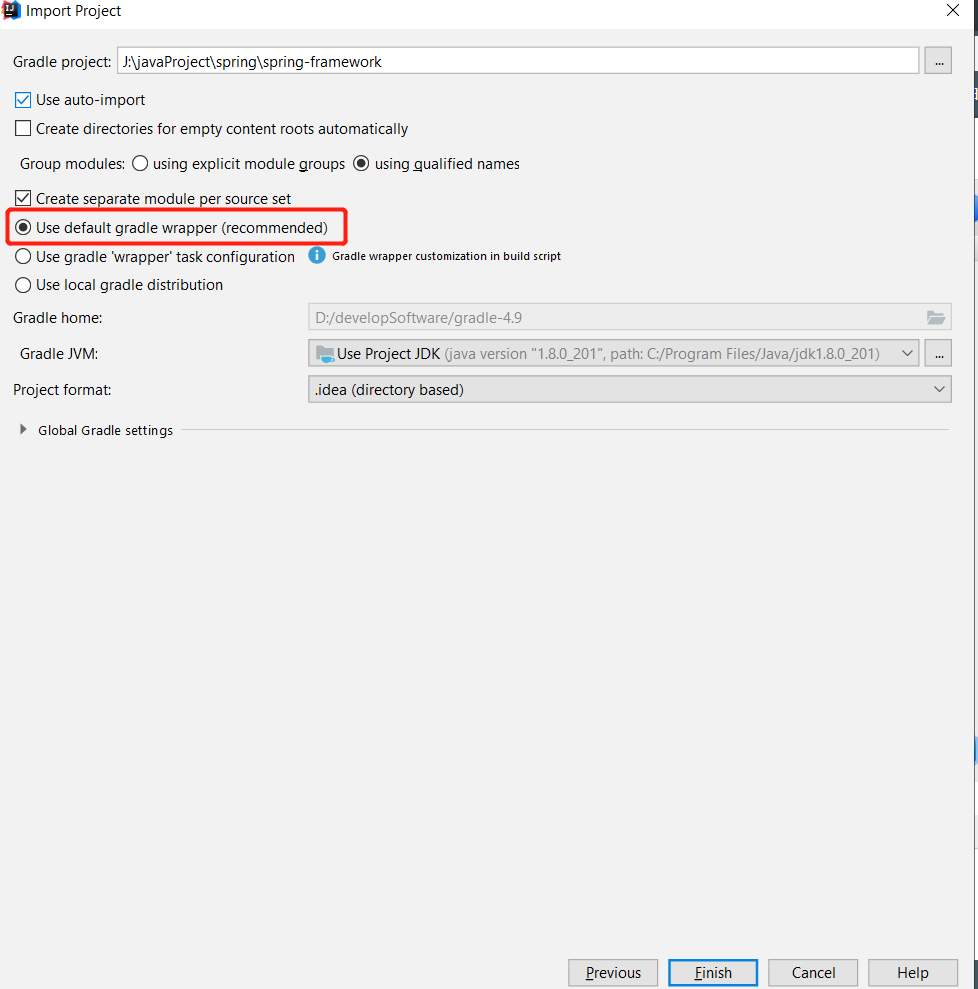 Import Project
Gradle project: J:\javaProject\spring\spring-framework ...
Use auto-import
Create directories for empty content roots automatically
Group modules: using explicit module groups using qualified names
Create separate module per source set
Use default gradle wrapper (recommended)
Use gradle 'wrapper' task configuration Gradle wrapper customization in build script
Use local gradle distribution
Gradle home: D:/developSoftware/gradle-4.9
Gradle JVM: Use Project JDK (java version "1.8.0_201", path: C:/Program Files/Java/jdk1.8.0_201) ...
Project format: .idea (directory based)
Global Gradle settings
Previous Finish Cancel Help